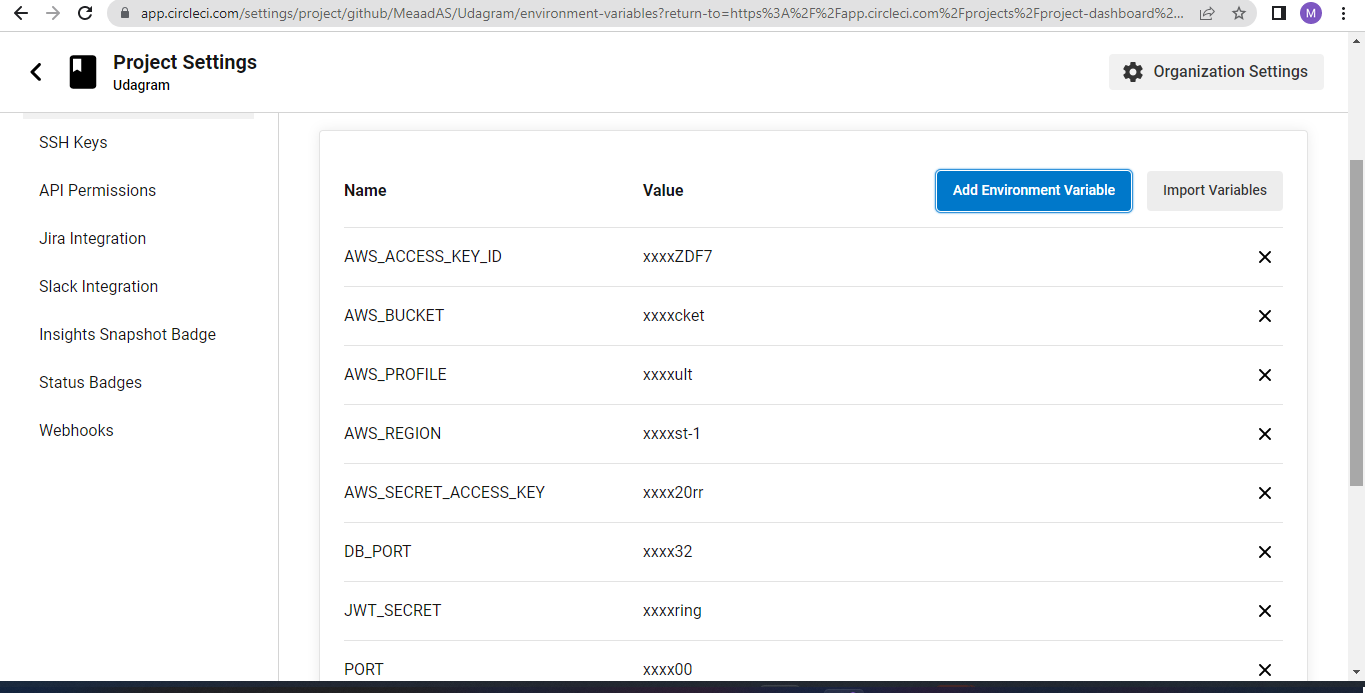 app.circleci.com/settings/project/github/MeaadAS/Udagram/environment-variables?return-to=https%3A%2F%2Fapp.circleci.com%2Fprojects%2Fproject-dashboard%2...
M
Project Settings
Udagram
Organization Settings
SSH Keys
API Permissions
Jira Integration
Slack Integration
Insights Snapshot Badge
Status Badges
Webhooks
Name Value Add Environment Variable Import Variables
AWS_ACCESS_KEY_ID xxxxZDF7
AWS_BUCKET xxxxcket
AWS_PROFILE xxxxult
AWS_REGION xxxxst-1
AWS_SECRET_ACCESS_KEY xxxx20rr
DB_PORT xxxx32
JWT_SECRET xxxxring
PORT xxxx00